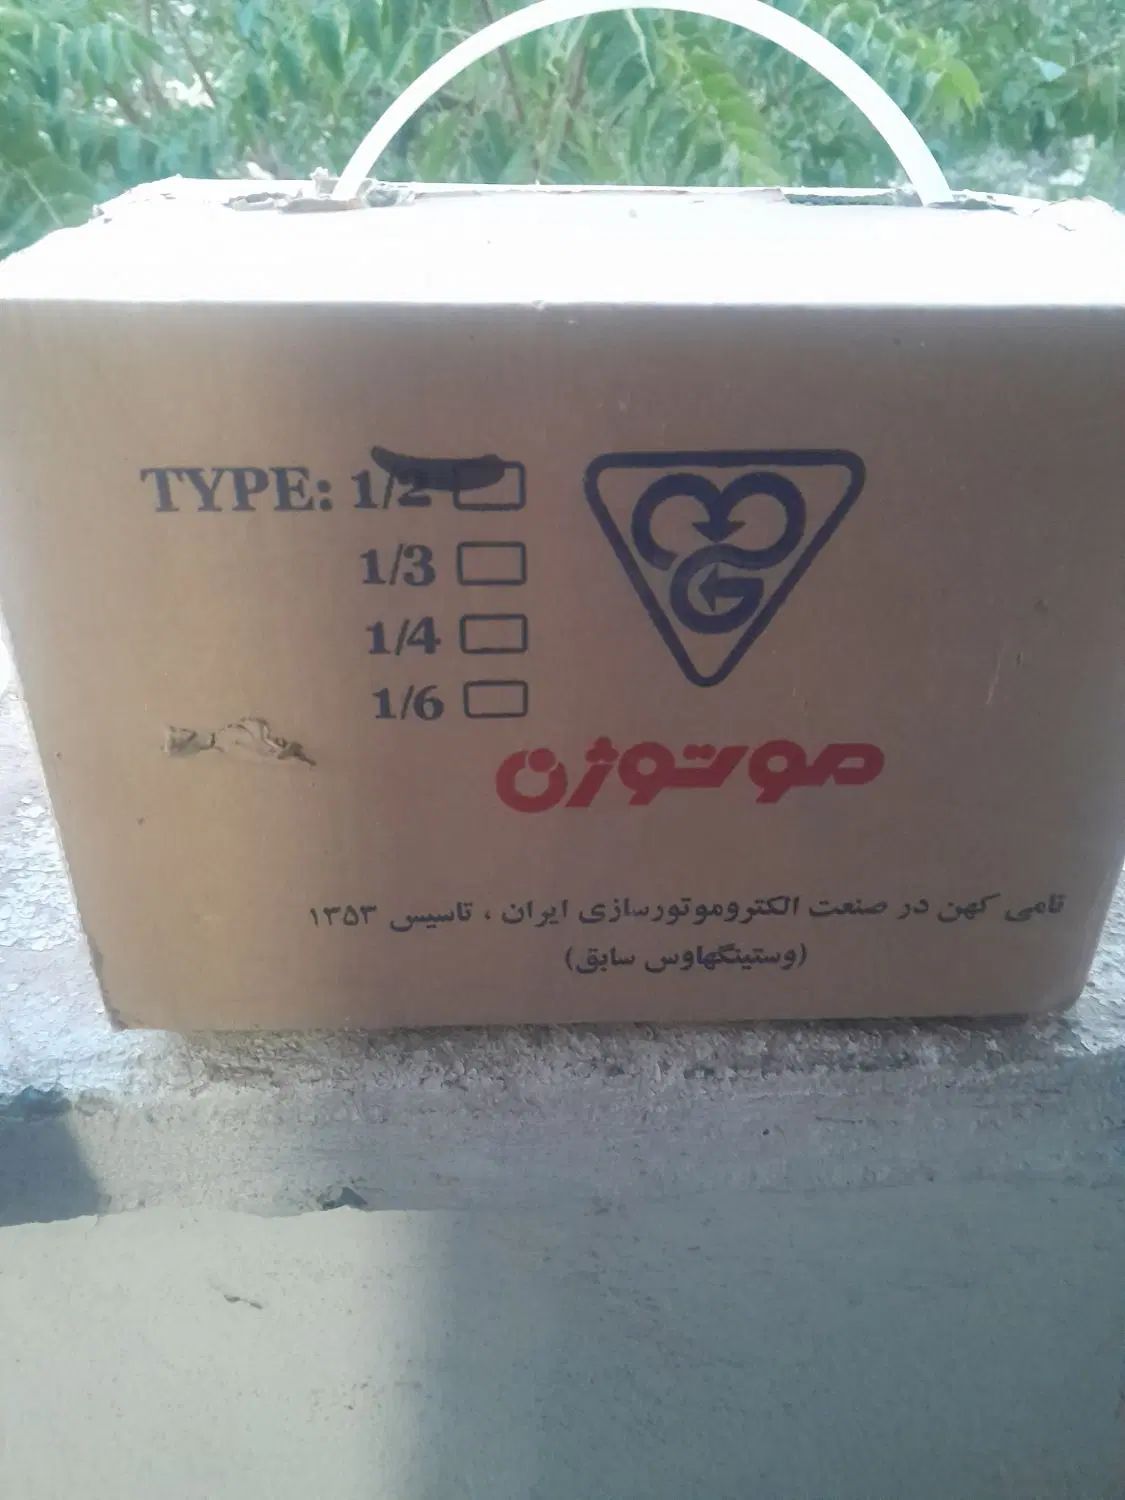 TYPE: 1/2
1/3
1/4
1/6
موتوژن
نامی کهن در صنعت الکتروموتورسازی ایران ، تاسیس ۱۳۵۳
(وستینگهاوس سابق)